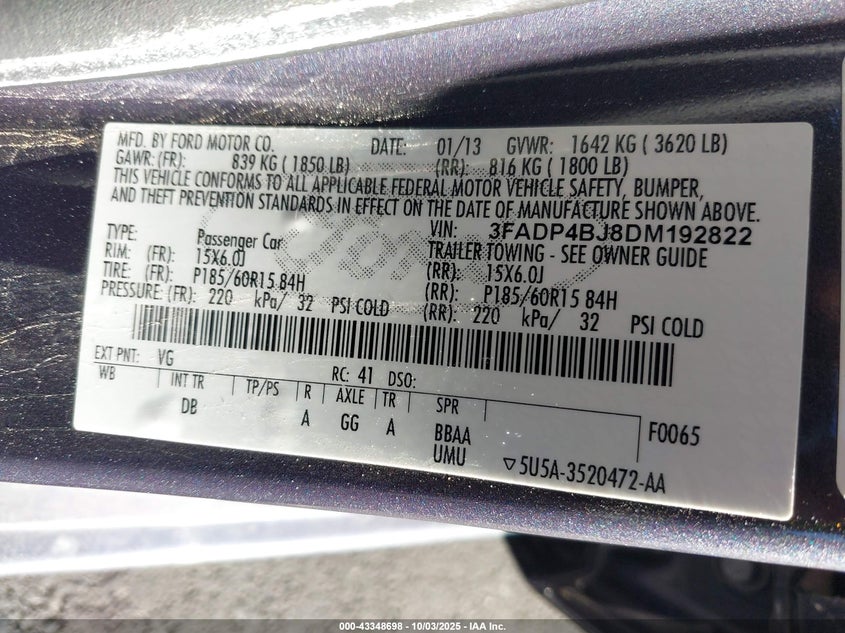 MFD. BY FORD MOTOR CO. DATE: 01/13 GVWR: 1642 KG ( 3620 LB)
GAWR: (FR): 839 KG ( 1850 LB) (RR): 816 KG ( 1800 LB)
THIS VEHICLE CONFORMS TO ALL APPLICABLE FEDERAL MOTOR VEHICLE SAFETY, BUMPER,
AND THEFT PREVENTION STANDARDS IN EFFECT ON THE DATE OF MANUFACTURE SHOWN ABOVE.
VIN: 3FADP4BJ8DM192822
TYPE: Passenger Car TRAILER TOWING - SEE OWNER GUIDE
RIM: (FR): 15X6.0J (RR): 15X6.0J
TIRE: (FR): P185/60R15 84H (RR): P185/60R15 84H
PRESSURE: (FR): 220 kPa/ 32 PSI COLD (RR): 220 kPa/ 32 PSI COLD
EXT PNT: VG RC: 41 DSO:
WB INT TR TP/PS R AXLE TR SPR
DB A GG A BBAA F0065
UMU ▽5U5A-3520472-AA
Ford
000-43348698 - 10/03/2025 - IAA Inc.